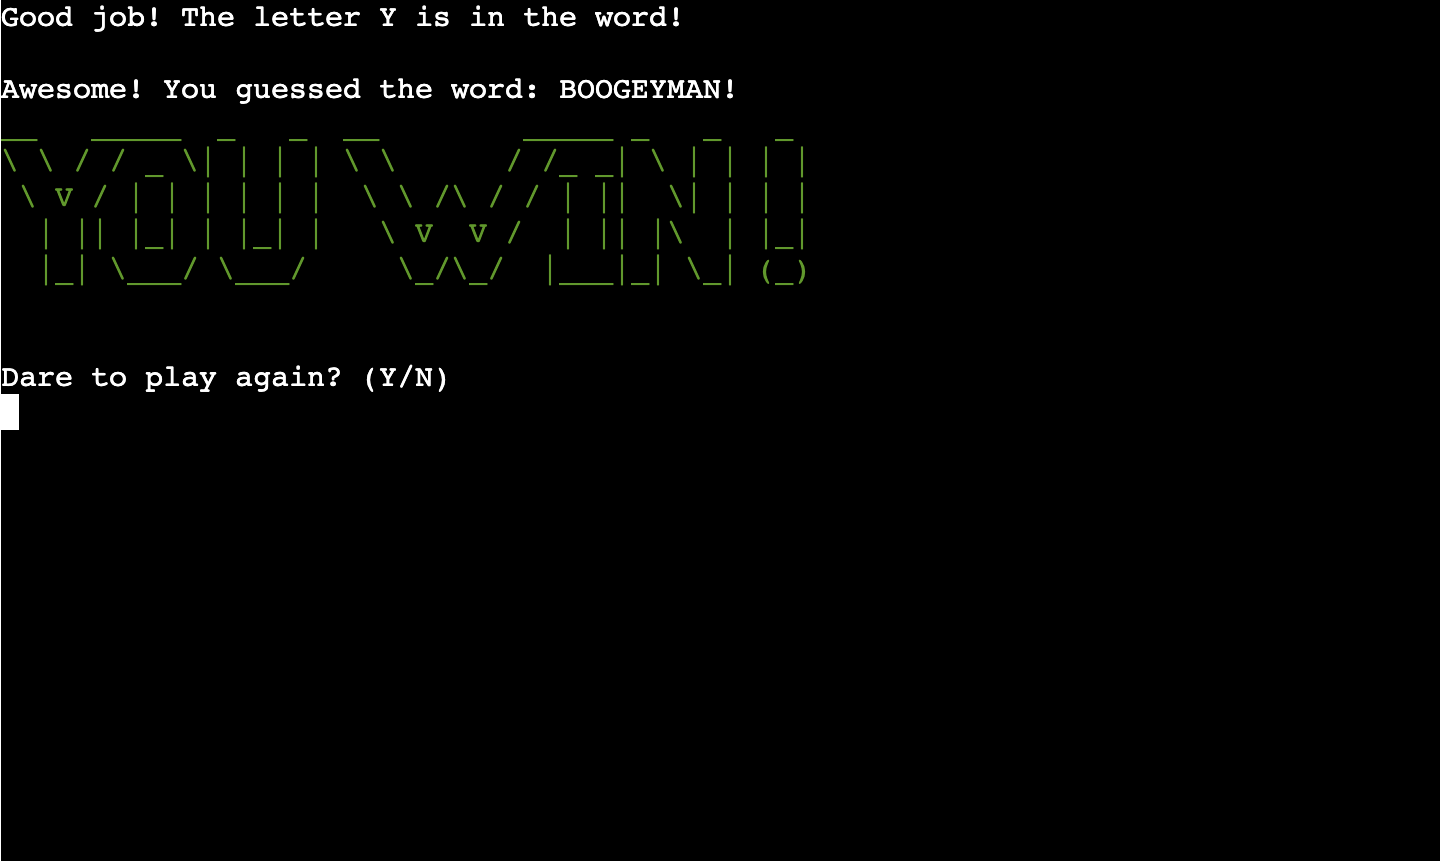 Good job! The letter Y is in the word!
Awesome! You guessed the word: BOOGEYMAN!
YOU WIN!
Dare to play again? (Y/N)